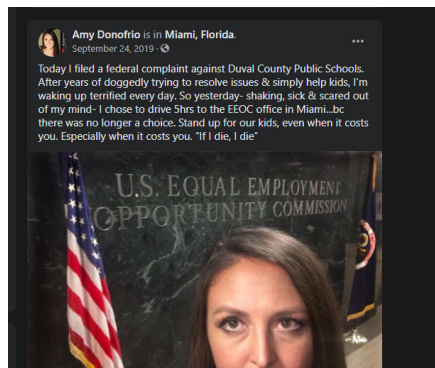 Amy Donofrio is in Miami, Florida.
September 24, 2019 ·
Today I filed a federal complaint against Duval County Public Schools.
After years of doggedly trying to resolve issues & simply help kids, I'm
waking up terrified every day. So yesterday- shaking, sick & scared out
of my mind- I chose to drive 5hrs to the EEOC office in Miami...bc
there was no longer a choice. Stand up for our kids, even when it costs
you. Especially when it costs you. "If I die, I die"
U.S. EQUAL EMPLOYMENT
OPPORTUNITY COMMISSION